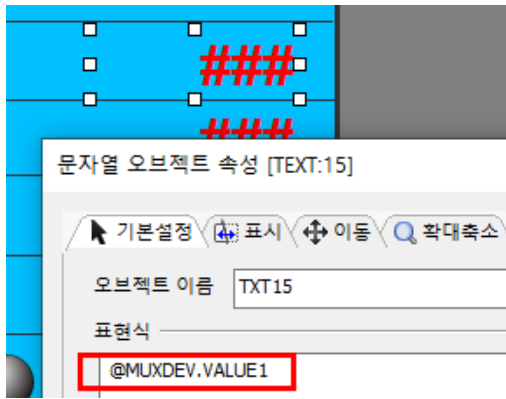 ###
###
문자열 오브젝트 속성 [TEXT:15]
기본설정 표시 이동 확대축소
오브젝트 이름 TXT15
표현식
@MUXDEV.VALUE1